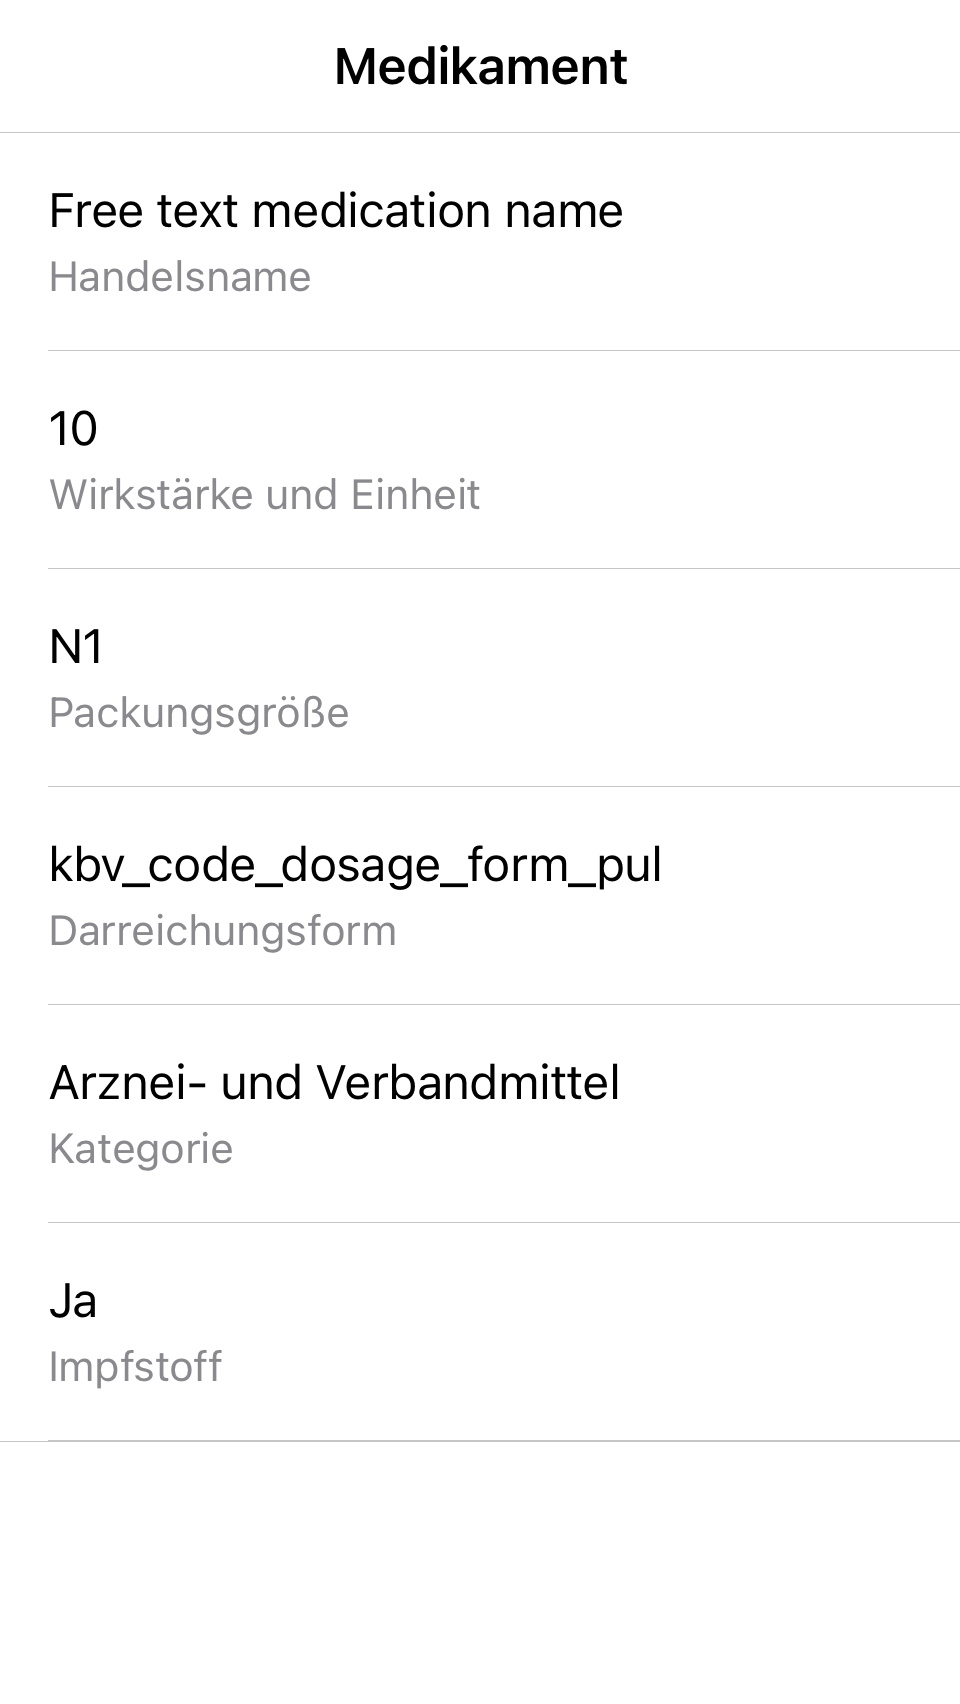 Medikament
Free text medication name
Handelsname
10
Wirkstärke und Einheit
N1
Packungsgröße
kbv_code_dosage_form_pul
Darreichungsform
Arznei- und Verbandmittel
Kategorie
Ja
Impfstoff